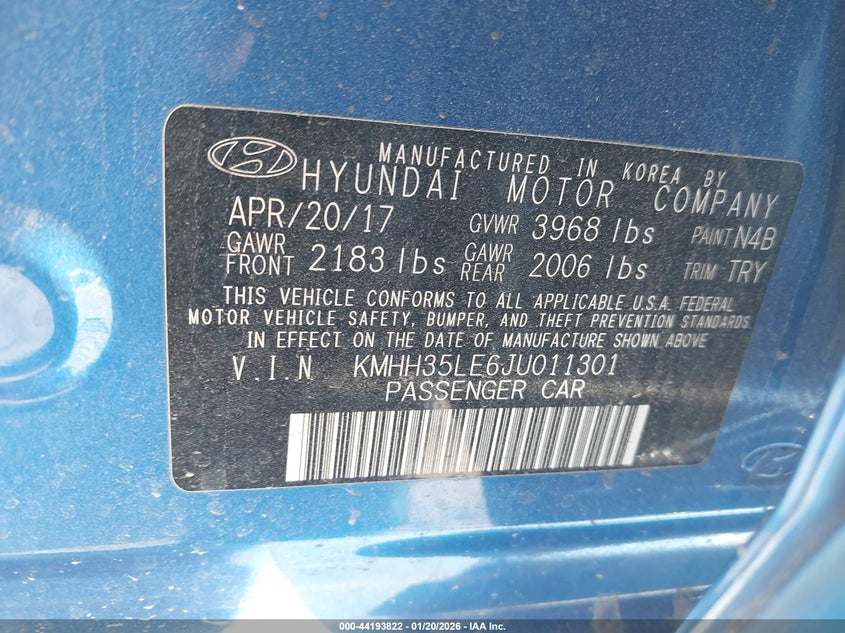 MANUFACTURED IN KOREA BY
HYUNDAI MOTOR COMPANY
APR/20/17 GVWR 3968 lbs PAINT N4B
GAWR FRONT 2183 lbs GAWR REAR 2006 lbs TRIM TRY
THIS VEHICLE CONFORMS TO ALL APPLICABLE U.S.A. FEDERAL
MOTOR VEHICLE SAFETY, BUMPER, AND THEFT PREVENTION STANDARDS
IN EFFECT ON THE DATE OF MANUFACTURE SHOWN ABOVE
V.I.N KMHH35LE6JU011301
PASSENGER CAR
000-44193822 — 01/20/2026 — IAA Inc.